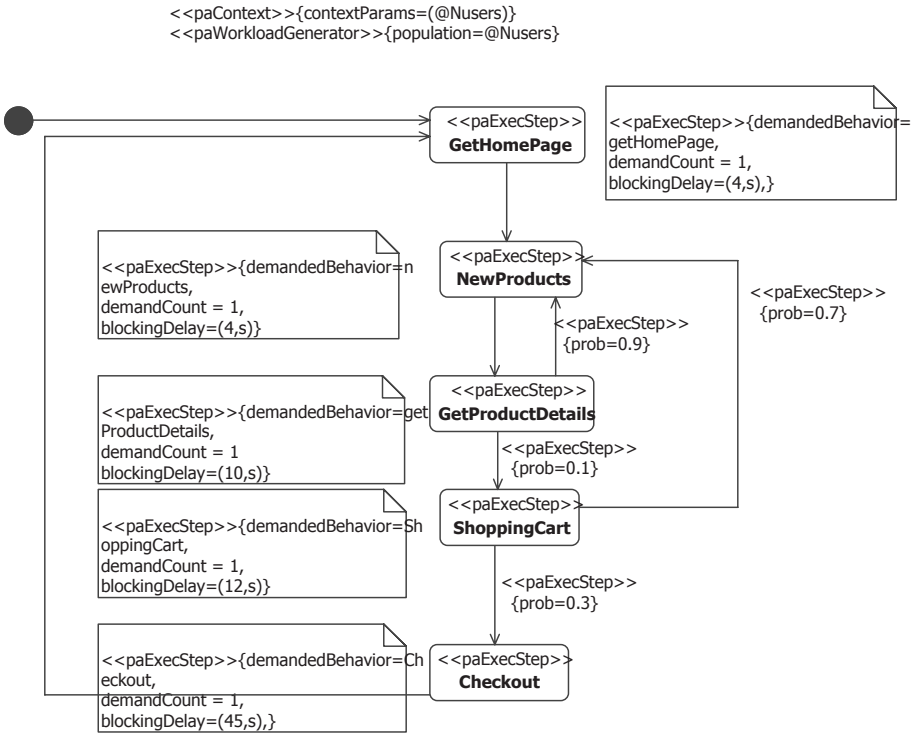 <<paContext>>{contextParams=(@Nusers)}
<<paWorkloadGenerator>>{population=@Nusers}
<<paExecStep>>
GetHomePage
<<paExecStep>>{demandedBehavior=
getHomePage,
demandCount = 1,
blockingDelay=(4,s),}
<<paExecStep>>{demandedBehavior=n
ewProducts,
demandCount = 1,
blockingDelay=(4,s)}
<<paExecStep>>
NewProducts
<<paExecStep>>
{prob=0.7}
<<paExecStep>>
{prob=0.9}
<<paExecStep>>{demandedBehavior=get
ProductDetails,
demandCount = 1
blockingDelay=(10,s)}
<<paExecStep>>
GetProductDetails
<<paExecStep>>
{prob=0.1}
<<paExecStep>>{demandedBehavior=Sh
oppingCart,
demandCount = 1,
blockingDelay=(12,s)}
<<paExecStep>>
ShoppingCart
<<paExecStep>>
{prob=0.3}
<<paExecStep>>{demandedBehavior=Ch
eckout,
demandCount = 1,
blockingDelay=(45,s),}
<<paExecStep>>
Checkout